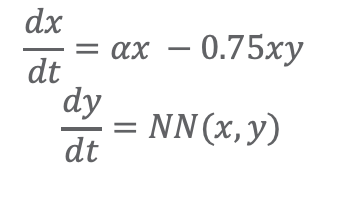 dx/dt = αx − 0.75xy
dy/dt = NN(x, y)